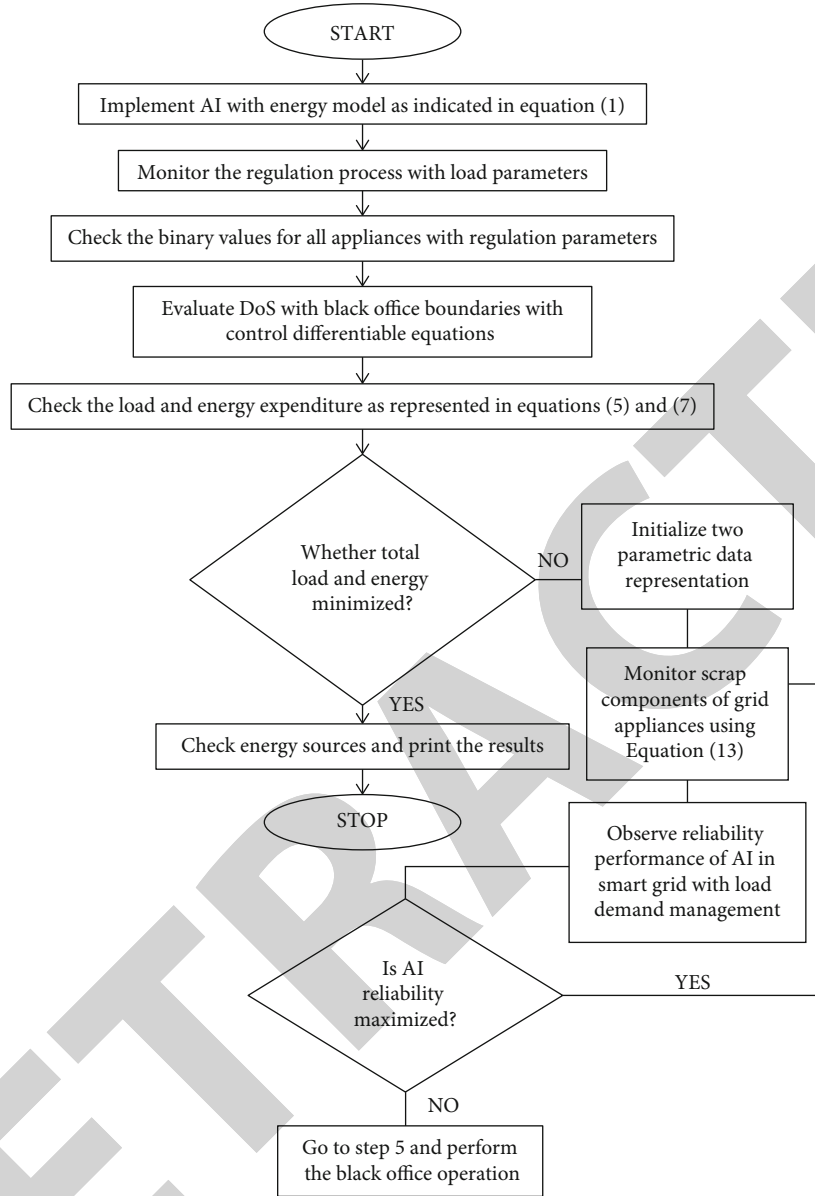 START
Implement AI with energy model as indicated in equation (1)
Monitor the regulation process with load parameters
Check the binary values for all appliances with regulation parameters
Evaluate DoS with black office boundaries with
control differentiable equations
Check the load and energy expenditure as represented in equations (5) and (7)
Whether total
load and energy
minimized?
NO
Initialize two
parametric data
representation
Monitor scrap
components of grid
appliances using
Equation (13)
YES
Check energy sources and print the results
STOP
Observe reliability
performance of AI in
smart grid with load
demand management
Is AI
reliability
maximized?
YES
NO
Go to step 5 and perform
the black office operation
ETRACT